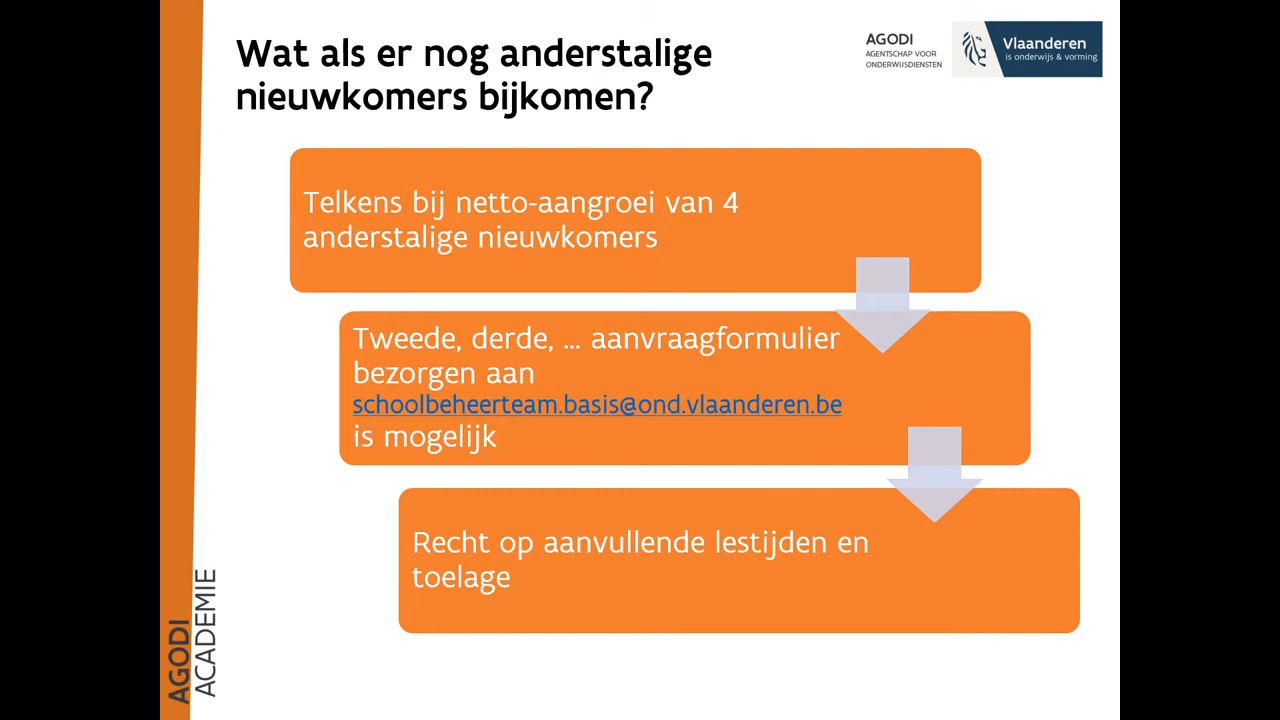 Wat als er nog anderstalige
nieuwkomers bijkomen?
AGODI
AGENTSCHAP VOOR
ONDERWIJSDIENSTEN
Vlaanderen
is onderwijs & vorming
Telkens bij netto-aangroei van 4
anderstalige nieuwkomers
Tweede, derde, ... aanvraagformulier
bezorgen aan
schoolbeheerteam.basis@ond.vlaanderen.be
is mogelijk
Recht op aanvullende lestijden en
toelage
AGODI
ACADEMIE